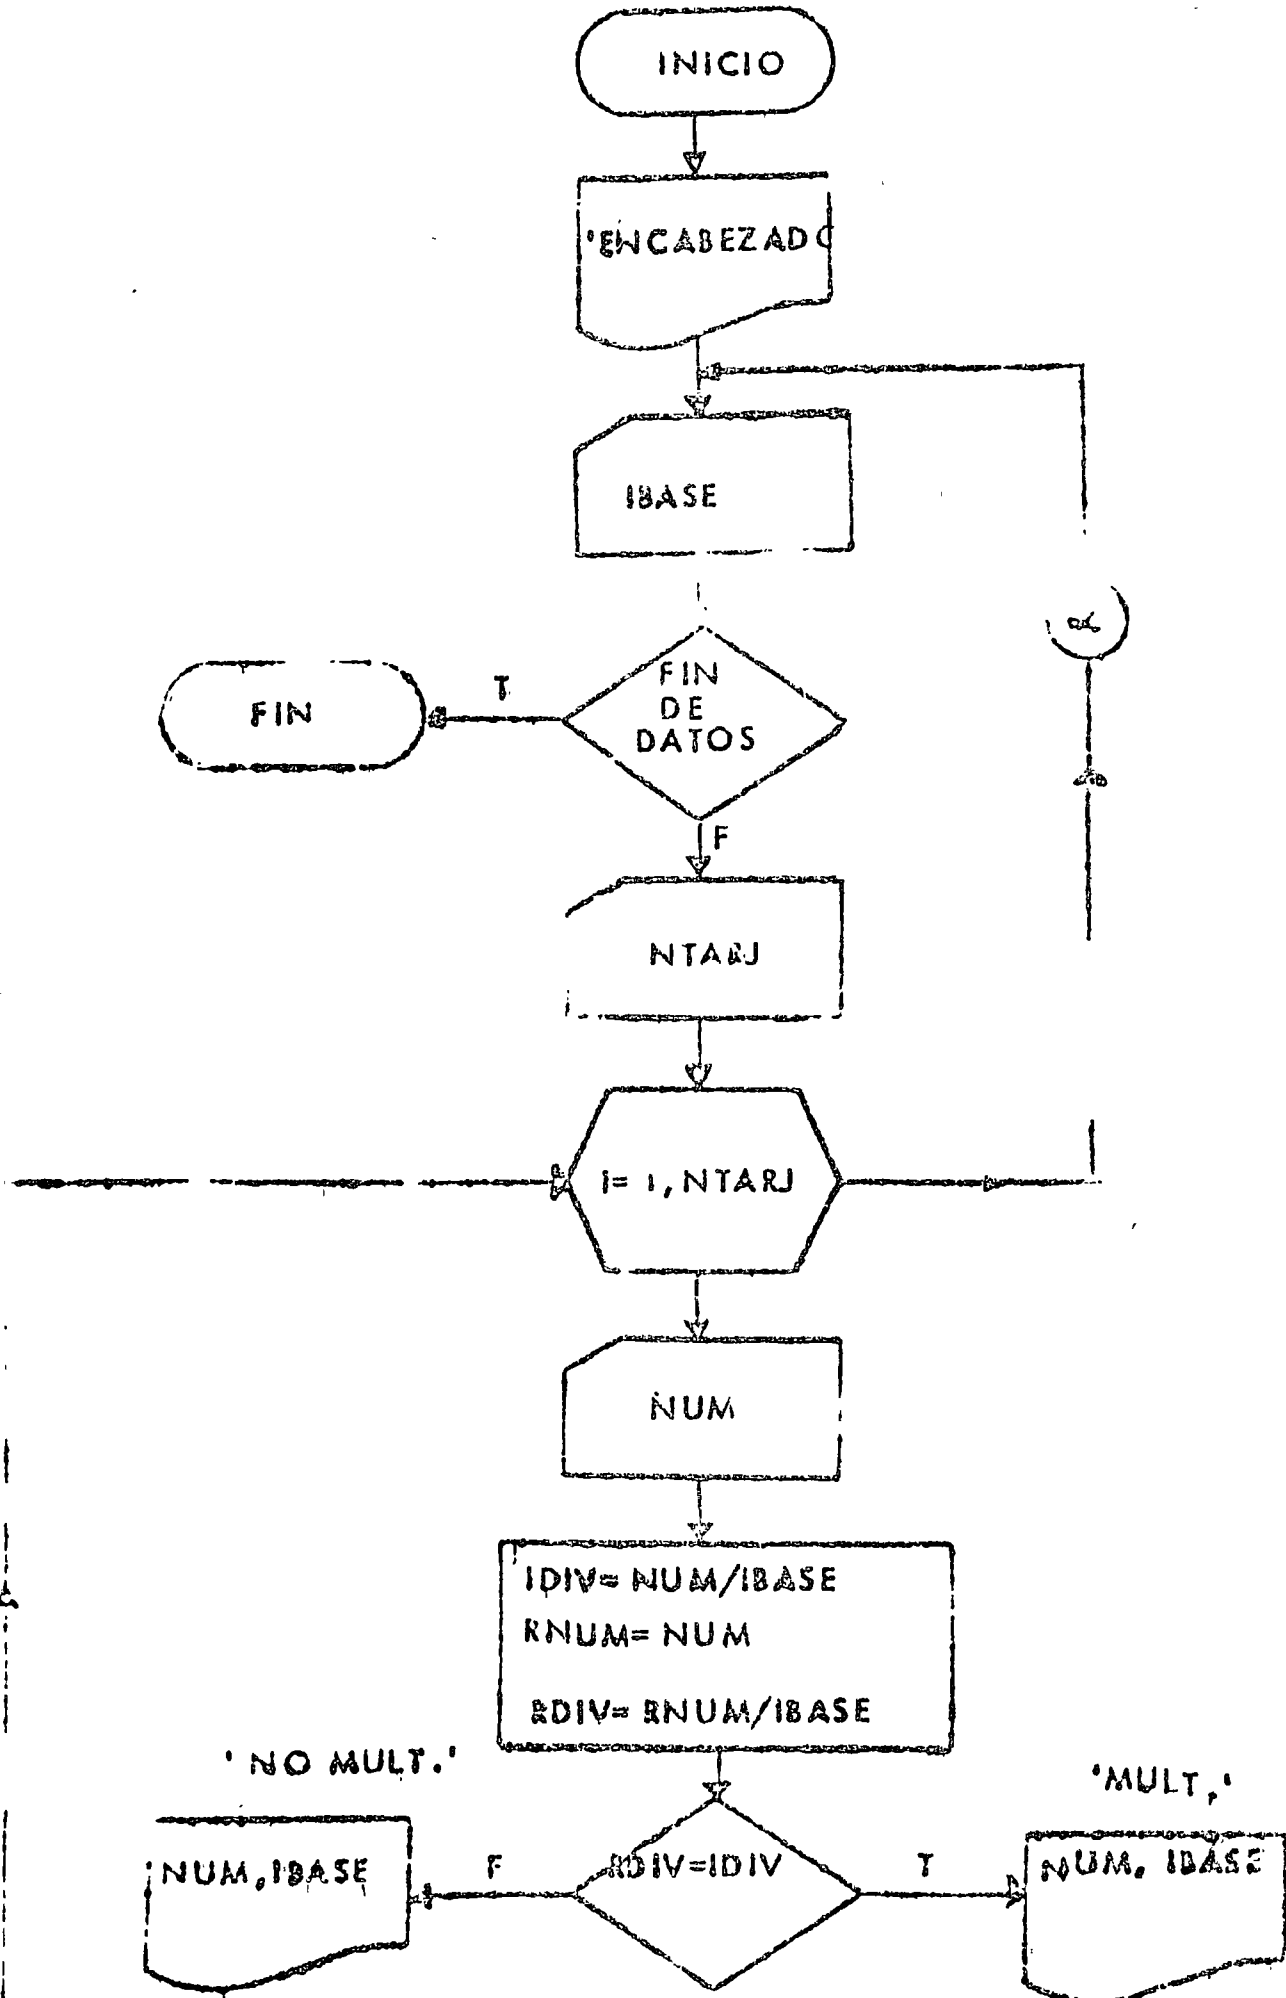 INICIO
'ENCABEZADO
IBASE
α
FIN
DE
DATOS
T
FIN
F
NTARJ
I= 1, NTARJ
NUM
IDIV= NUM/IBASE
RNUM= NUM
RDIV= RNUM/IBASE
'NO MULT.'
'MULT.'
NUM, IBASE
F
RDIV=IDIV
T
NUM, IBASE